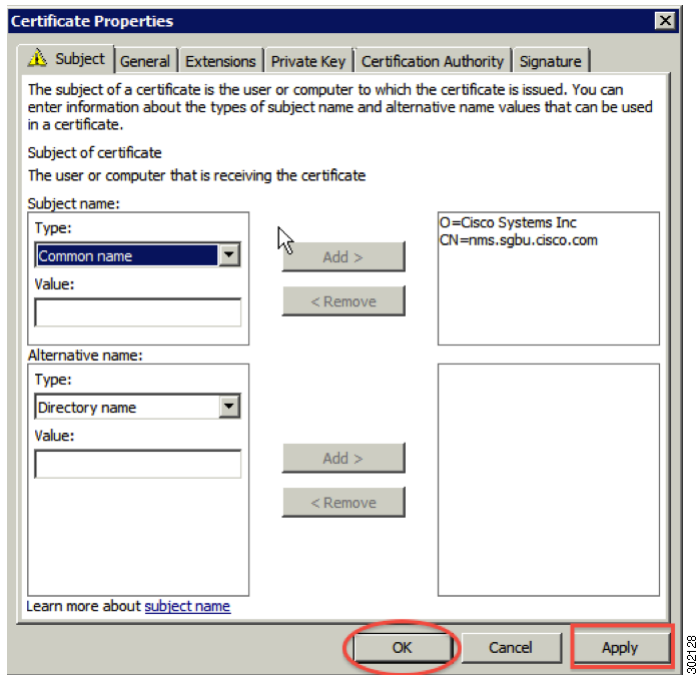 Certificate Properties
Subject General Extensions Private Key Certification Authority Signature
The subject of a certificate is the user or computer to which the certificate is issued. You can
enter information about the types of subject name and alternative name values that can be used
in a certificate.
Subject of certificate
The user or computer that is receiving the certificate
Subject name:
Type:
Common name
Value:
Add >
< Remove
O=Cisco Systems Inc
CN=nms.sgbu.cisco.com
Alternative name:
Type:
Directory name
Value:
Add >
< Remove
Learn more about subject name
OK Cancel Apply
302128